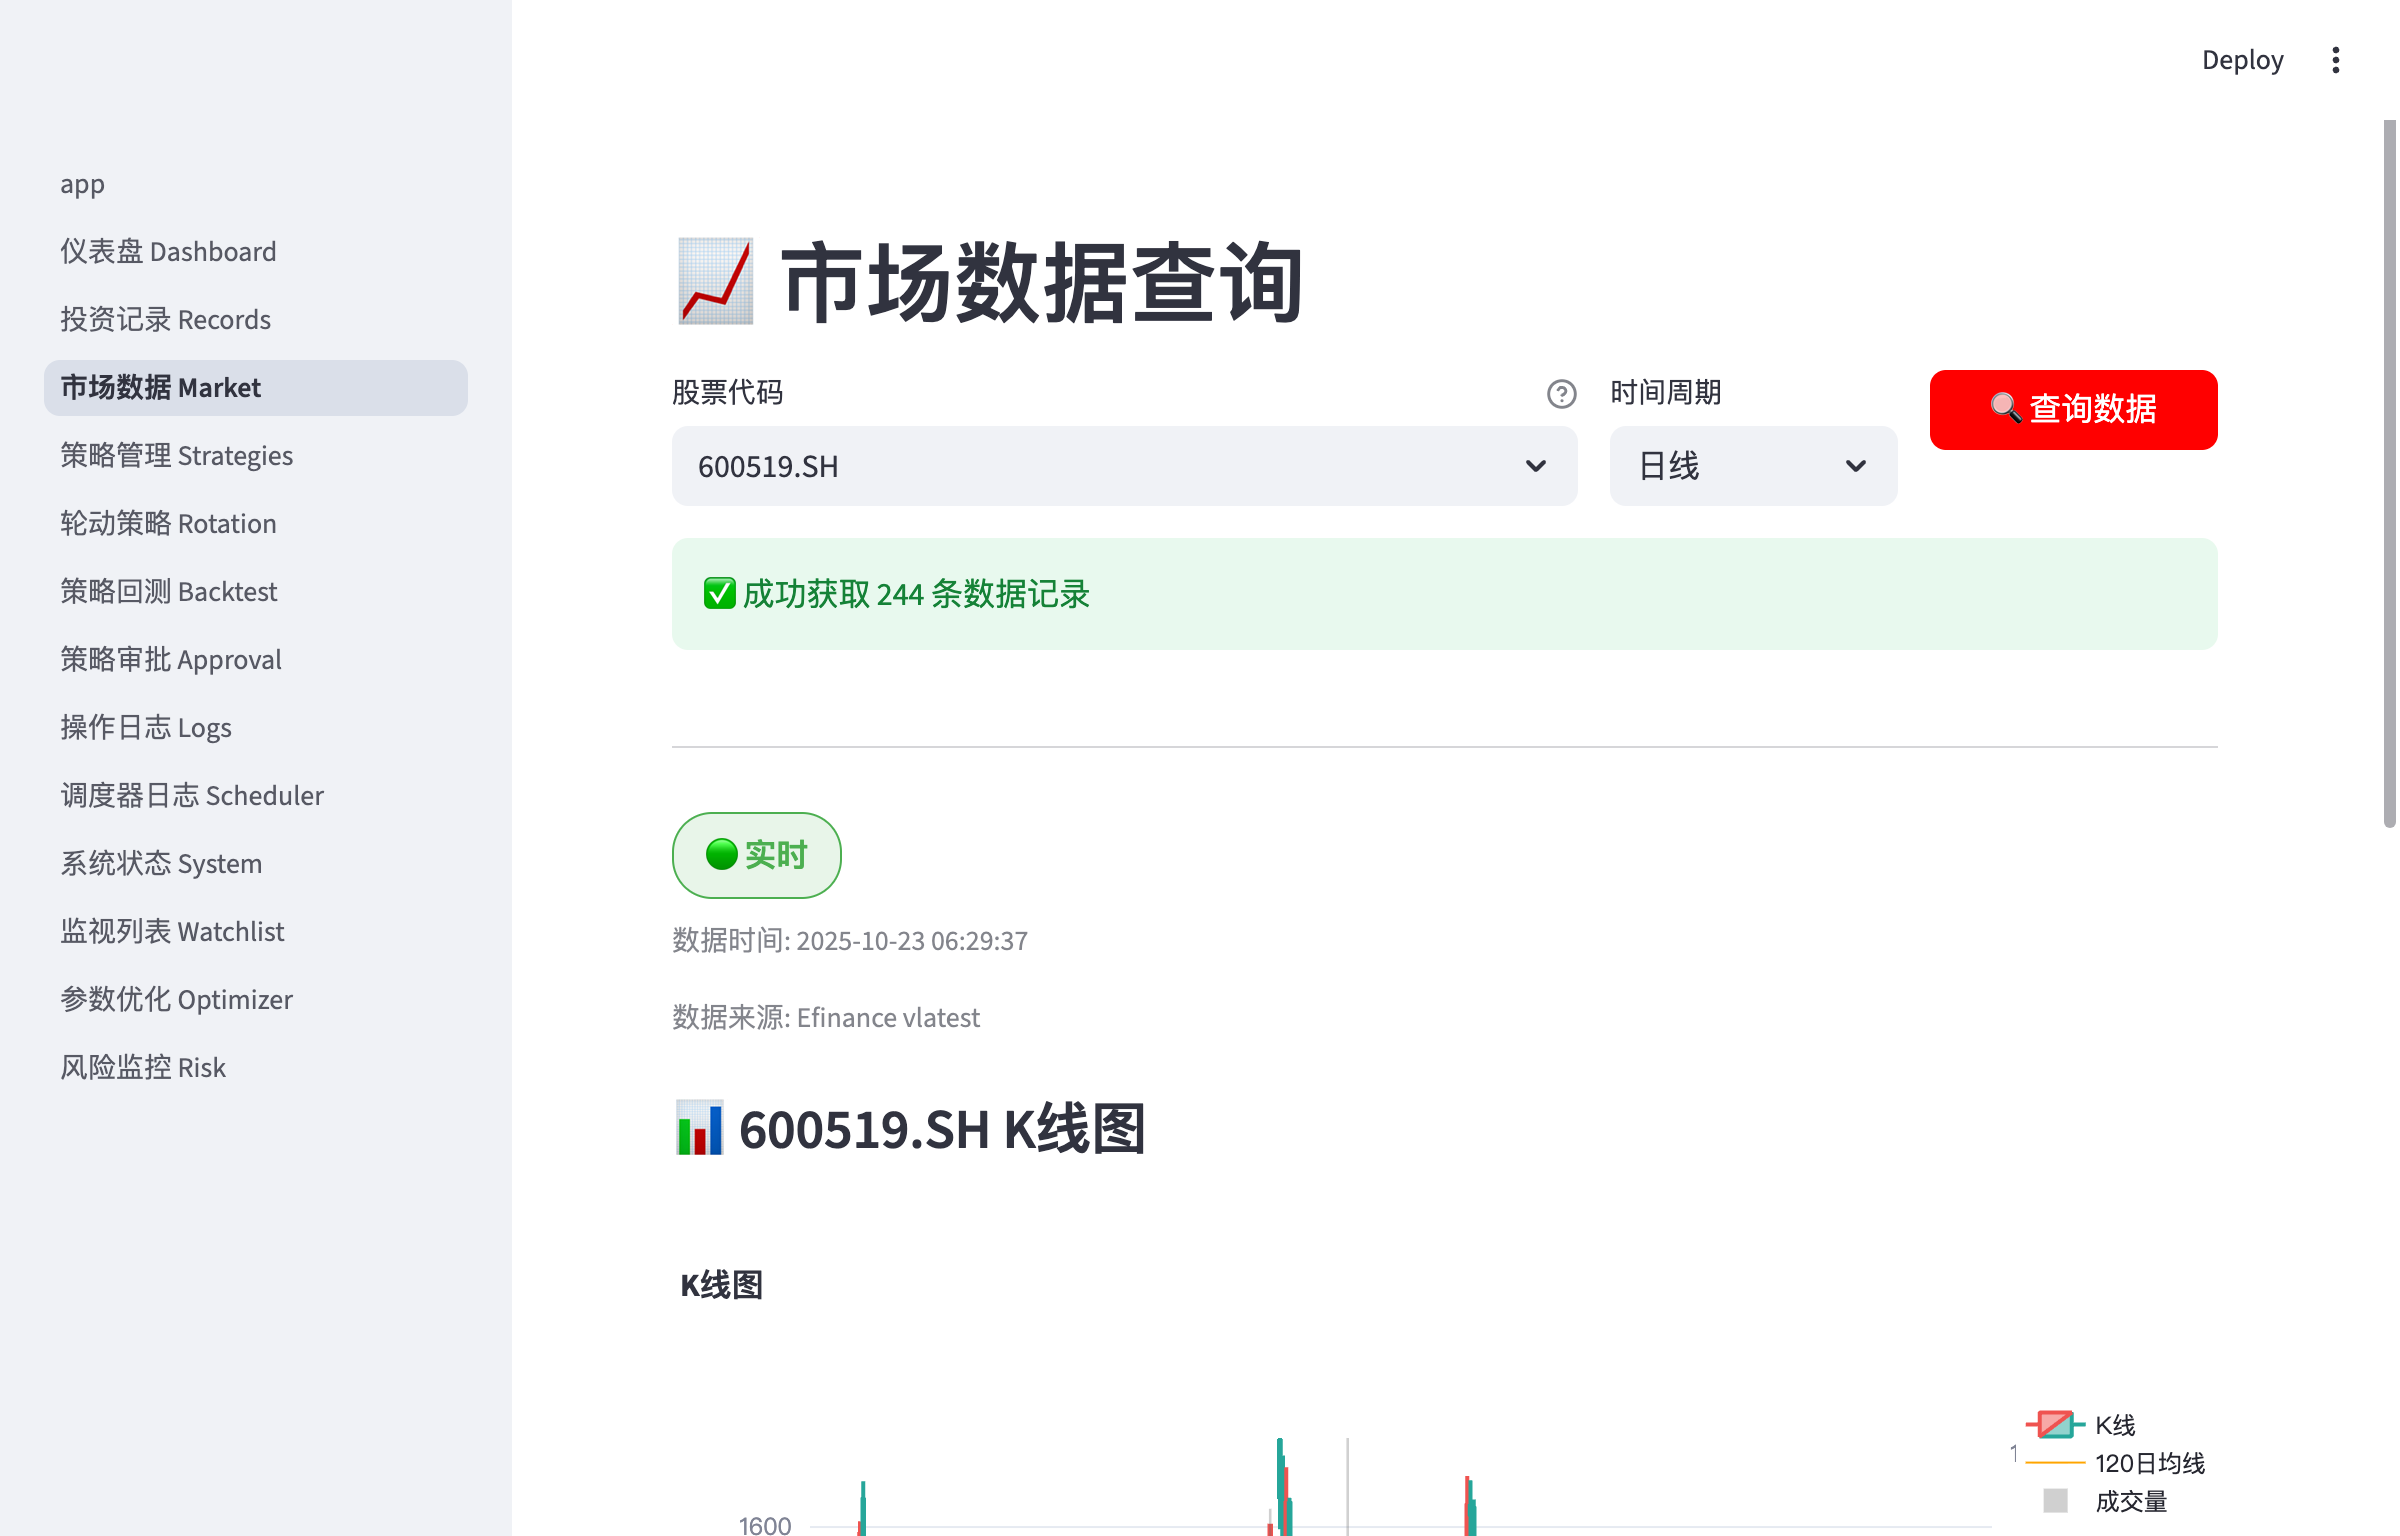 Deploy
app
仪表盘 Dashboard
投资记录 Records
市场数据 Market
策略管理 Strategies
轮动策略 Rotation
策略回测 Backtest
策略审批 Approval
操作日志 Logs
调度器日志 Scheduler
系统状态 System
监视列表 Watchlist
参数优化 Optimizer
风险监控 Risk
市场数据查询
股票代码
时间周期
查询数据
600519.SH
日线
成功获取 244 条数据记录
实时
数据时间: 2025-10-23 06:29:37
数据来源: Efinance vlatest
600519.SH K线图
K线图
K线
1
120日均线
成交量
1600